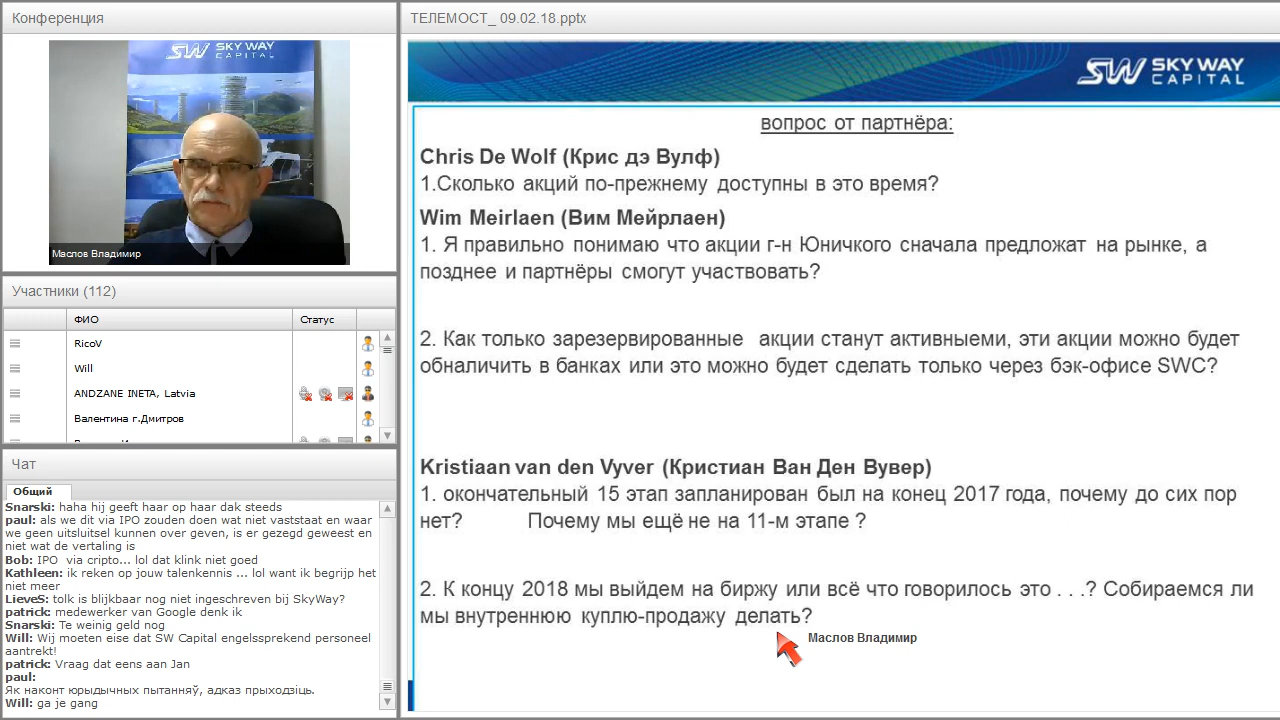 Конференция
SKY WAY
CAPITAL
Маслов Владимир
Участники (112)
ФИО
Статус
RicoV
Will
ANDZANE INETA, Latvia
Валентина г.Дмитров
Чат
Общий
Snarski: haha hij geeft haar op haar dak steeds
paul: als we dit via IPO zouden doen wat niet vaststaat en waar
we geen uitsluitsel kunnen over geven, is er gezegd geweest en
niet wat de vertaling is
Bob: IPO via cripto... lol dat klink niet goed
Kathleen: ik reken op jouw talenkennis ... lol want ik begrijp het
niet meer
LieveS: tolk is blijkbaar nog niet ingeschreven bij SkyWay?
patrick: medewerker van Google denk ik
Snarski: Te weinig geld nog
Will: Wij moeten eise dat SW Capital engelssprekend personeel
aantrekt!
patrick: Vraag dat eens aan Jan
paul:
Як наконт юрыдычных пытанняў, адказ прыходзіць.
Will: ga je gang
ТЕЛЕМОСТ_ 09.02.18.pptx
SW SKY WAY
CAPITAL
вопрос от партнёра:
Chris De Wolf (Крис дэ Вулф)
1.Сколько акций по-прежнему доступны в это время?
Wim Meirlaen (Вим Мейрлаен)
1. Я правильно понимаю что акции г-н Юничкого сначала предложат на рынке, а
позднее и партнёры смогут участвовать?
2. Как только зарезервированные акции станут активныеми, эти акции можно будет
обналичить в банках или это можно будет сделать только через бэк-офисе SWC?
Kristiaan van den Vyver (Кристиан Ван Ден Вувер)
1. окончательный 15 этап запланирован был на конец 2017 года, почему до сих пор
нет? Почему мы ещё не на 11-м этапе ?
2. К концу 2018 мы выйдем на биржу или всё что говорилось это . . .? Собираемся ли
мы внутреннюю куплю-продажу делать?
Маслов Владимир